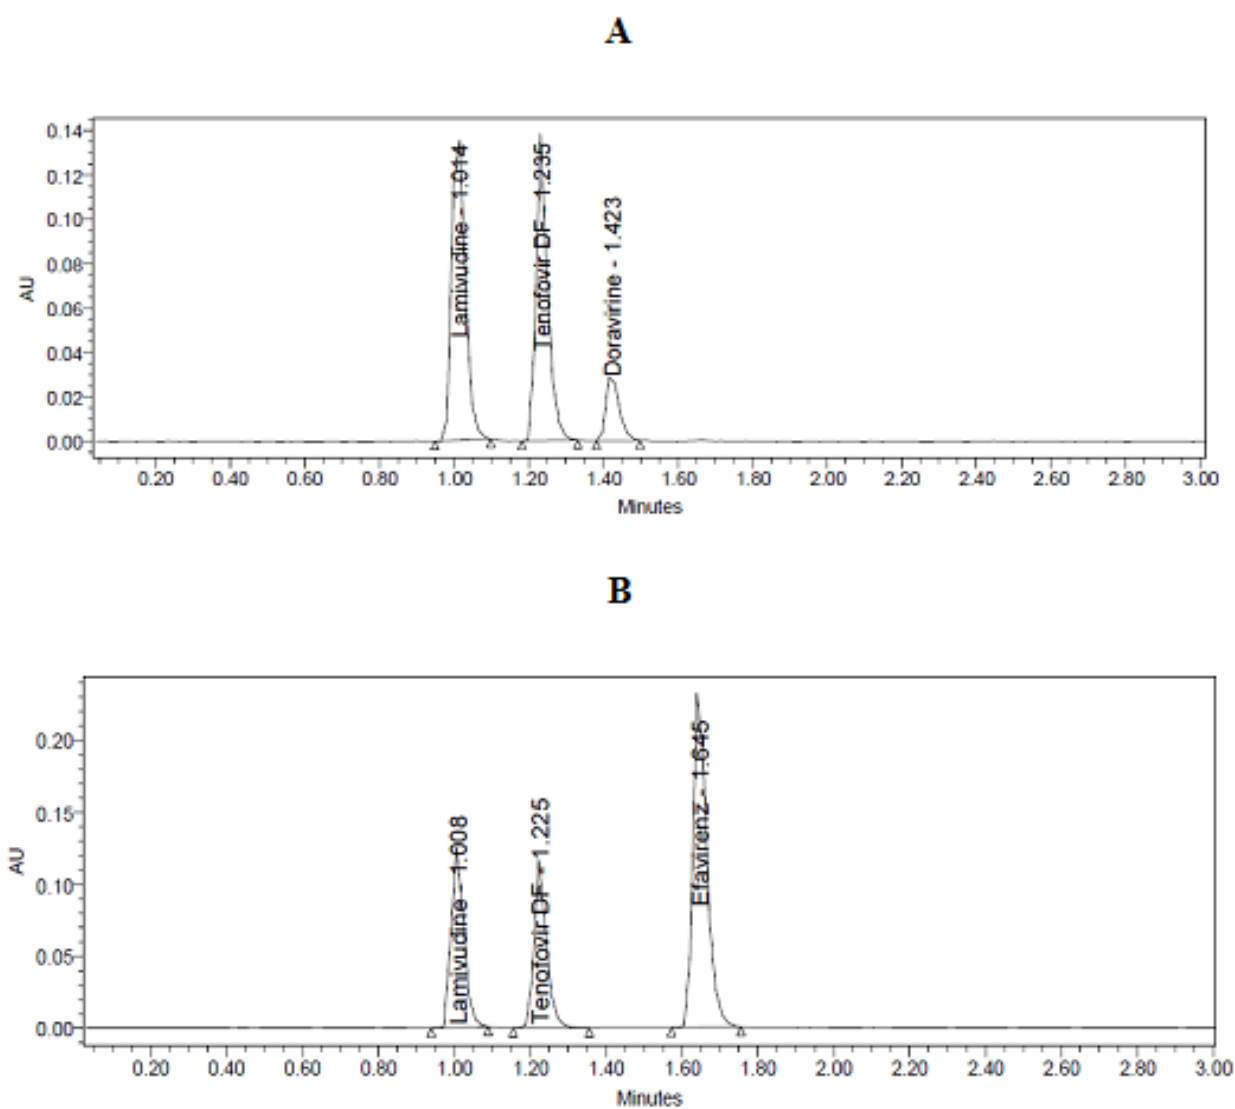 A
0.14
0.12
0.10
0.08
0.06
0.04
0.02
0.00
AU
Lamivudine - 1.014
Tenofovir DF - 1.235
Doravirine - 1.423
0.20 0.40 0.60 0.80 1.00 1.20 1.40 1.60 1.80 2.00 2.20 2.40 2.60 2.80 3.00
Minutes
B
0.20
0.15
0.10
0.05
0.00
AU
Lamivudine - 1.008
Tenofovir DF - 1.225
Efavirenz - 1.645
0.20 0.40 0.60 0.80 1.00 1.20 1.40 1.60 1.80 2.00 2.20 2.40 2.60 2.80 3.00
Minutes